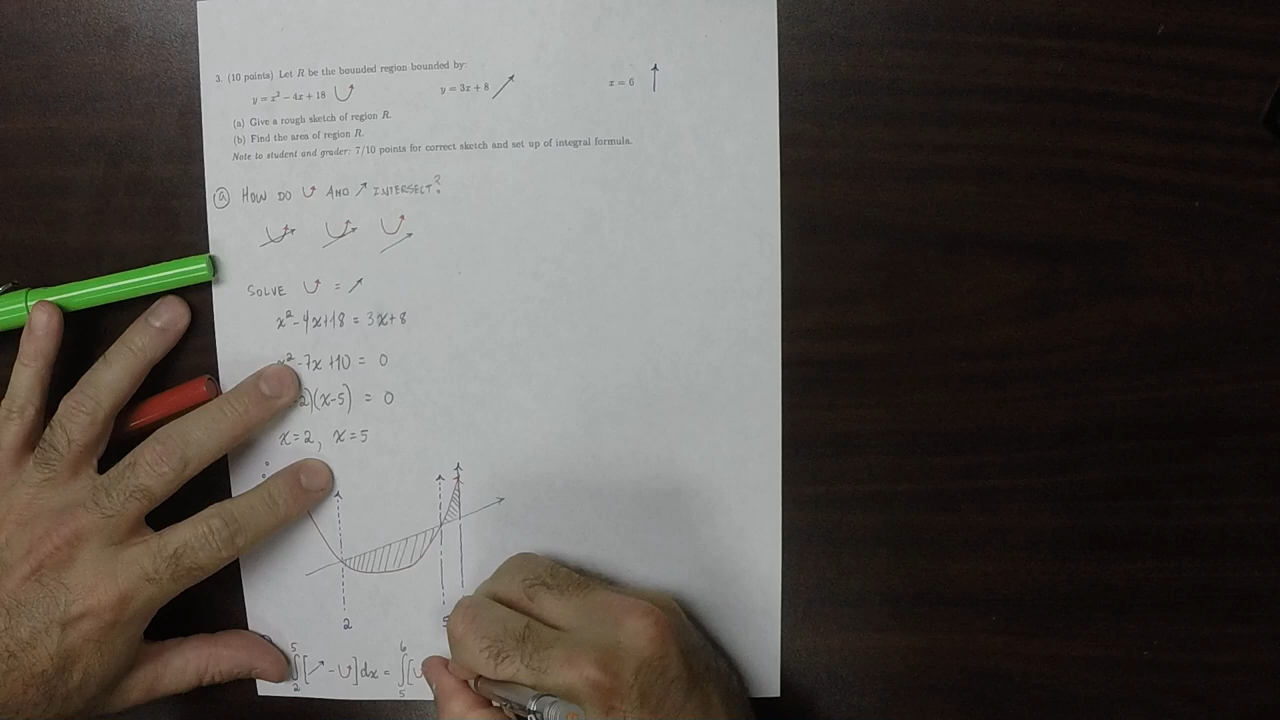 3. (10 points) Let R be the bounded region bounded by:
y = x² − 4x + 18 y = 3x + 8 x = 6
(a) Give a rough sketch of region R.
(b) Find the area of region R.
Note to student and grader: 7/10 points for correct sketch and set up of integral formula.
ⓐ HOW DO AND ↗ INTERSECT?
SOLVE = ↗
x²-4x+18 = 3x+8
x²-7x+10 = 0
2)(x-5) = 0
x=2, x=5
2 5
∫₂⁵[↗ - ∪]dx = ∫₅⁶[∪